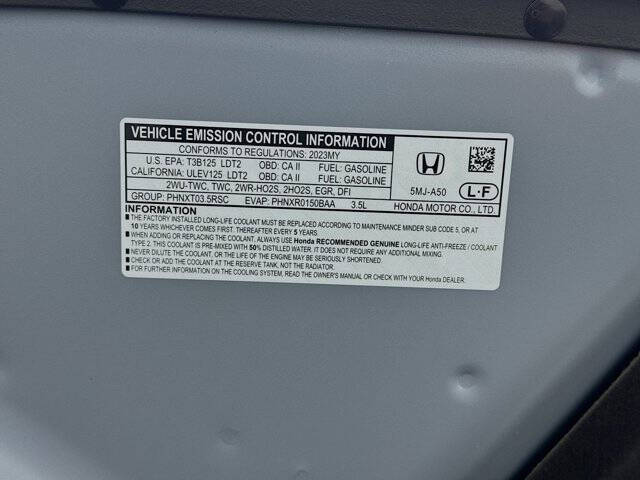 VEHICLE EMISSION CONTROL INFORMATION
CONFORMS TO REGULATIONS: 2023MY
U.S. EPA: T3B125 LDT2 OBD: CA II FUEL: GASOLINE
CALIFORNIA: ULEV125 LDT2 OBD: CA II FUEL: GASOLINE
2WU-TWC, TWC, 2WR-HO2S, 2HO2S, EGR, DFI
GROUP: PHNXT03.5RSC EVAP: PHNXR0150BAA 3.5L
5MJ-A50
L·F
HONDA MOTOR CO., LTD.
INFORMATION
■ THE FACTORY INSTALLED LONG-LIFE COOLANT MUST BE REPLACED ACCORDING TO MAINTENANCE MINDER SUB CODE 5, OR AT
10 YEARS WHICHEVER COMES FIRST. THEREAFTER EVERY 5 YEARS.
■ WHEN ADDING OR REPLACING THE COOLANT, ALWAYS USE Honda RECOMMENDED GENUINE LONG-LIFE ANTI-FREEZE / COOLANT
TYPE 2. THIS COOLANT IS PRE-MIXED WITH 50% DISTILLED WATER. IT DOES NOT REQUIRE ANY ADDITIONAL MIXING.
■ NEVER DILUTE THE COOLANT, OR THE LIFE OF THE ENGINE MAY BE SERIOUSLY SHORTENED.
■ CHECK OR ADD THE COOLANT AT THE RESERVE TANK, NOT THE RADIATOR.
■ FOR FURTHER INFORMATION ON THE COOLING SYSTEM, READ THE OWNER'S MANUAL OR CHECK WITH YOUR Honda DEALER.